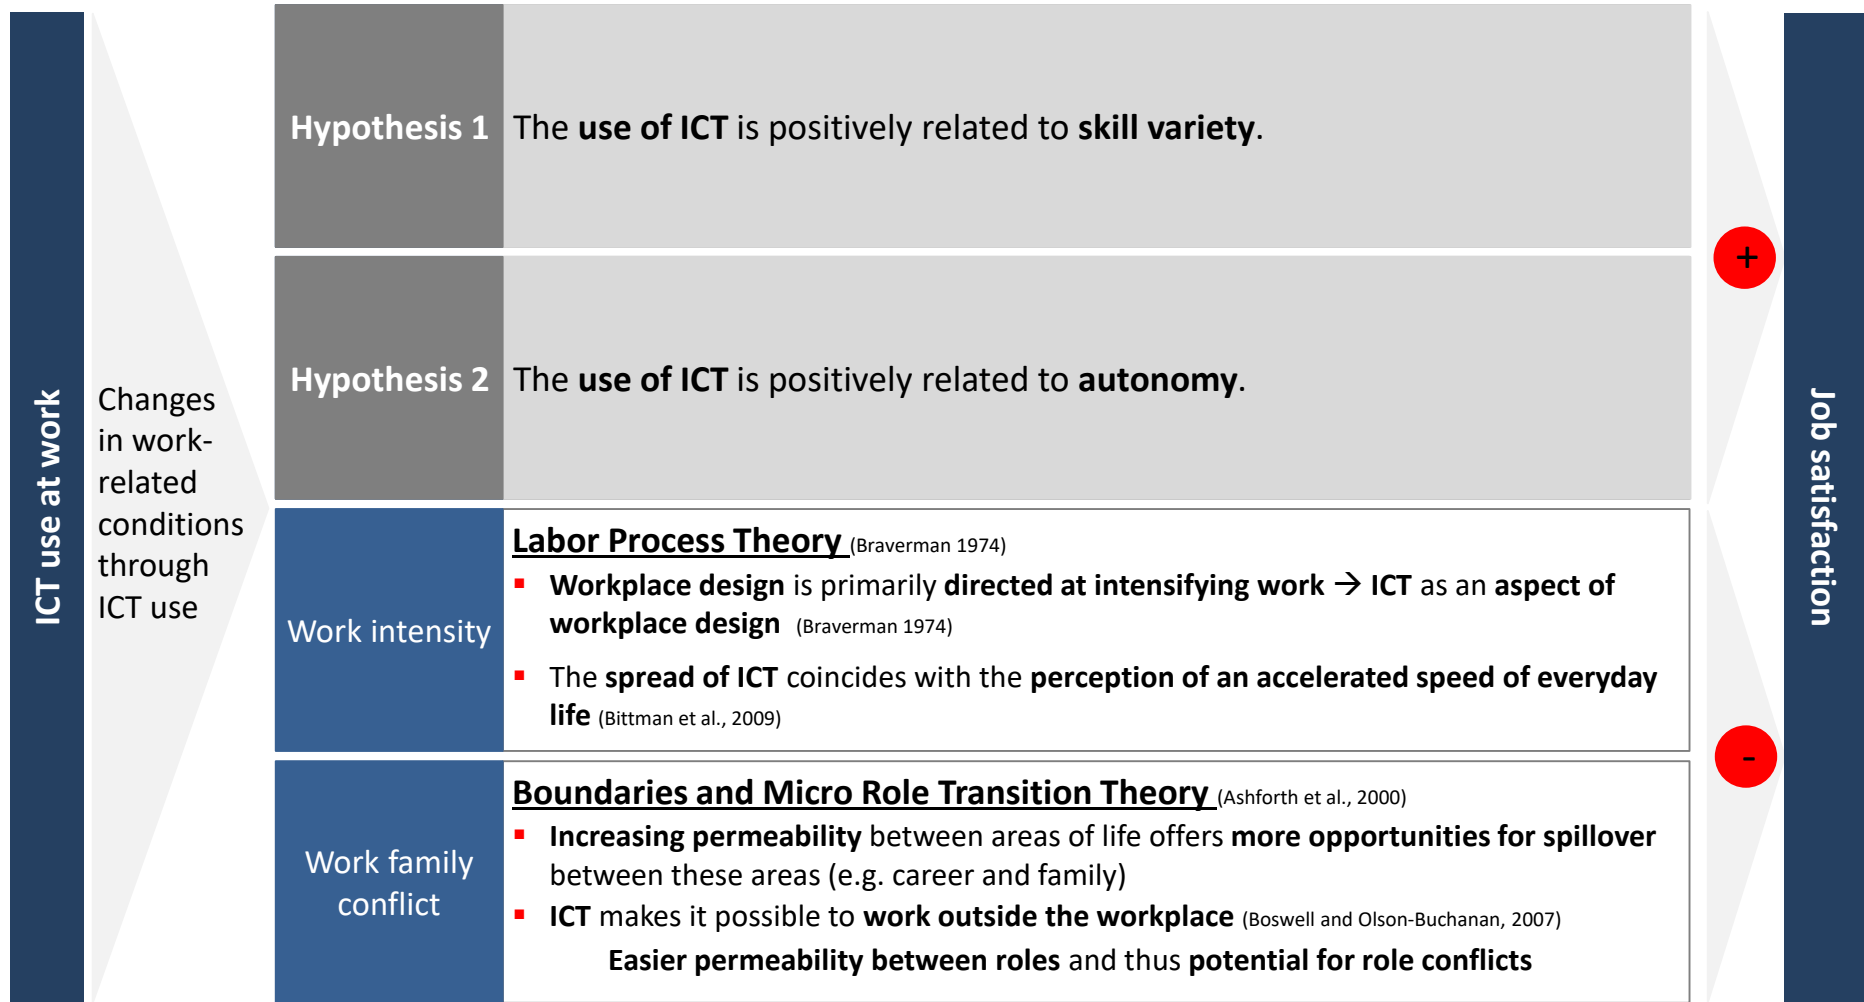 ICT use at work
Changes
in work-
related
conditions
through
ICT use
Hypothesis 1
The use of ICT is positively related to skill variety.
Hypothesis 2
The use of ICT is positively related to autonomy.
Work intensity
Labor Process Theory (Braverman 1974)
▪ Workplace design is primarily directed at intensifying work → ICT as an aspect of
workplace design (Braverman 1974)
▪ The spread of ICT coincides with the perception of an accelerated speed of everyday
life (Bittman et al., 2009)
Work family
conflict
Boundaries and Micro Role Transition Theory (Ashforth et al., 2000)
▪ Increasing permeability between areas of life offers more opportunities for spillover
between these areas (e.g. career and family)
▪ ICT makes it possible to work outside the workplace (Boswell and Olson-Buchanan, 2007)
Easier permeability between roles and thus potential for role conflicts
+
-
Job satisfaction